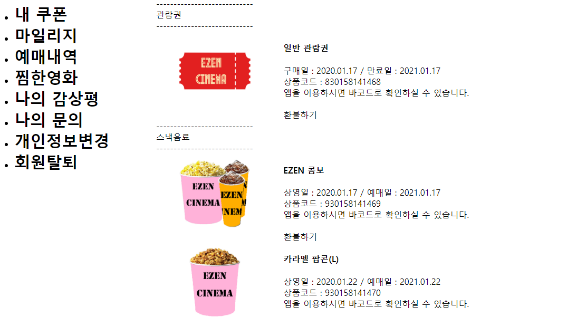 내 쿠폰
마일리지
예매내역
찜한영화
나의 감상평
나의 문의
개인정보변경
회원탈퇴
관람권
EZEN
CINEMA
일반 관람권
구매일 : 2020.01.17 / 만료일 : 2021.01.17
상품코드 : 830158141468
앱을 이용하시면 바코드로 확인하실 수 있습니다.
환불하기
스낵음료
EZEN
CINEMA
EZEN
CINEM
EZEN 콤보
상영일 : 2020.01.17 / 예매일 : 2021.01.17
상품코드 : 930158141469
앱을 이용하시면 바코드로 확인하실 수 있습니다.
환불하기
EZEN
CINEMA
카라멜 팝콘(L)
상영일 : 2020.01.22 / 예매일 : 2021.01.22
상품코드 : 930158141470
앱을 이용하시면 바코드로 확인하실 수 있습니다.